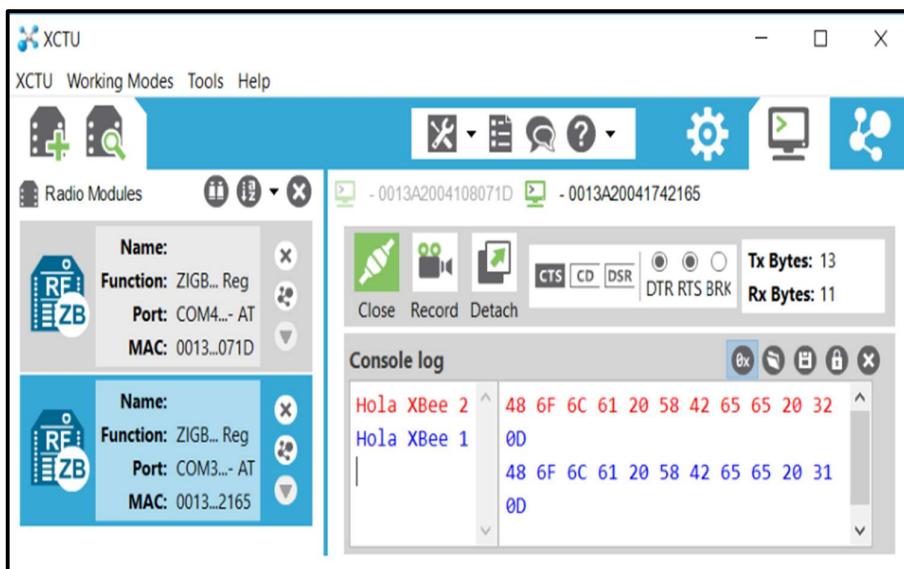 XCTU
XCTU Working Modes Tools Help
Radio Modules
Name:
Function: ZIGB... Reg
Port: COM4...- AT
MAC: 0013...071D
RF
ZB
Name:
Function: ZIGB... Reg
Port: COM3...- AT
MAC: 0013...2165
RF
ZB
- 0013A2004108071D - 0013A20041742165
Close Record Detach
CTS CD DSR
DTR RTS BRK
Tx Bytes: 13
Rx Bytes: 11
Console log
0x
Hola XBee 2
Hola XBee 1
48 6F 6C 61 20 58 42 65 65 20 32
0D
48 6F 6C 61 20 58 42 65 65 20 31
0D